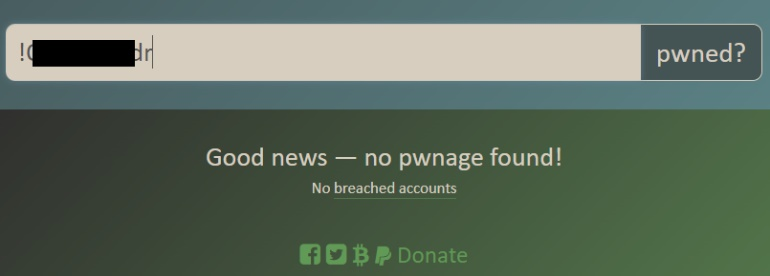 pwned?
Good news — no pwnage found!
No breached accounts
Donate